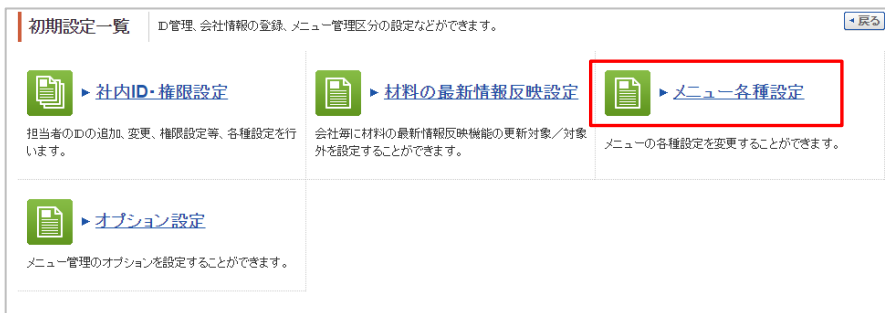 初期設定一覧
ID管理、会社情報の登録、メニュー管理区分の設定などができます。
戻る
社内ID・権限設定
担当者のIDの追加、変更、権限設定等、各種設定を行
います。
材料の最新情報反映設定
会社毎に材料の最新情報反映機能の更新対象／対象
外を設定することができます。
メニュー各種設定
メニューの各種設定を変更することができます。
オプション設定
メニュー管理のオプションを設定することができます。